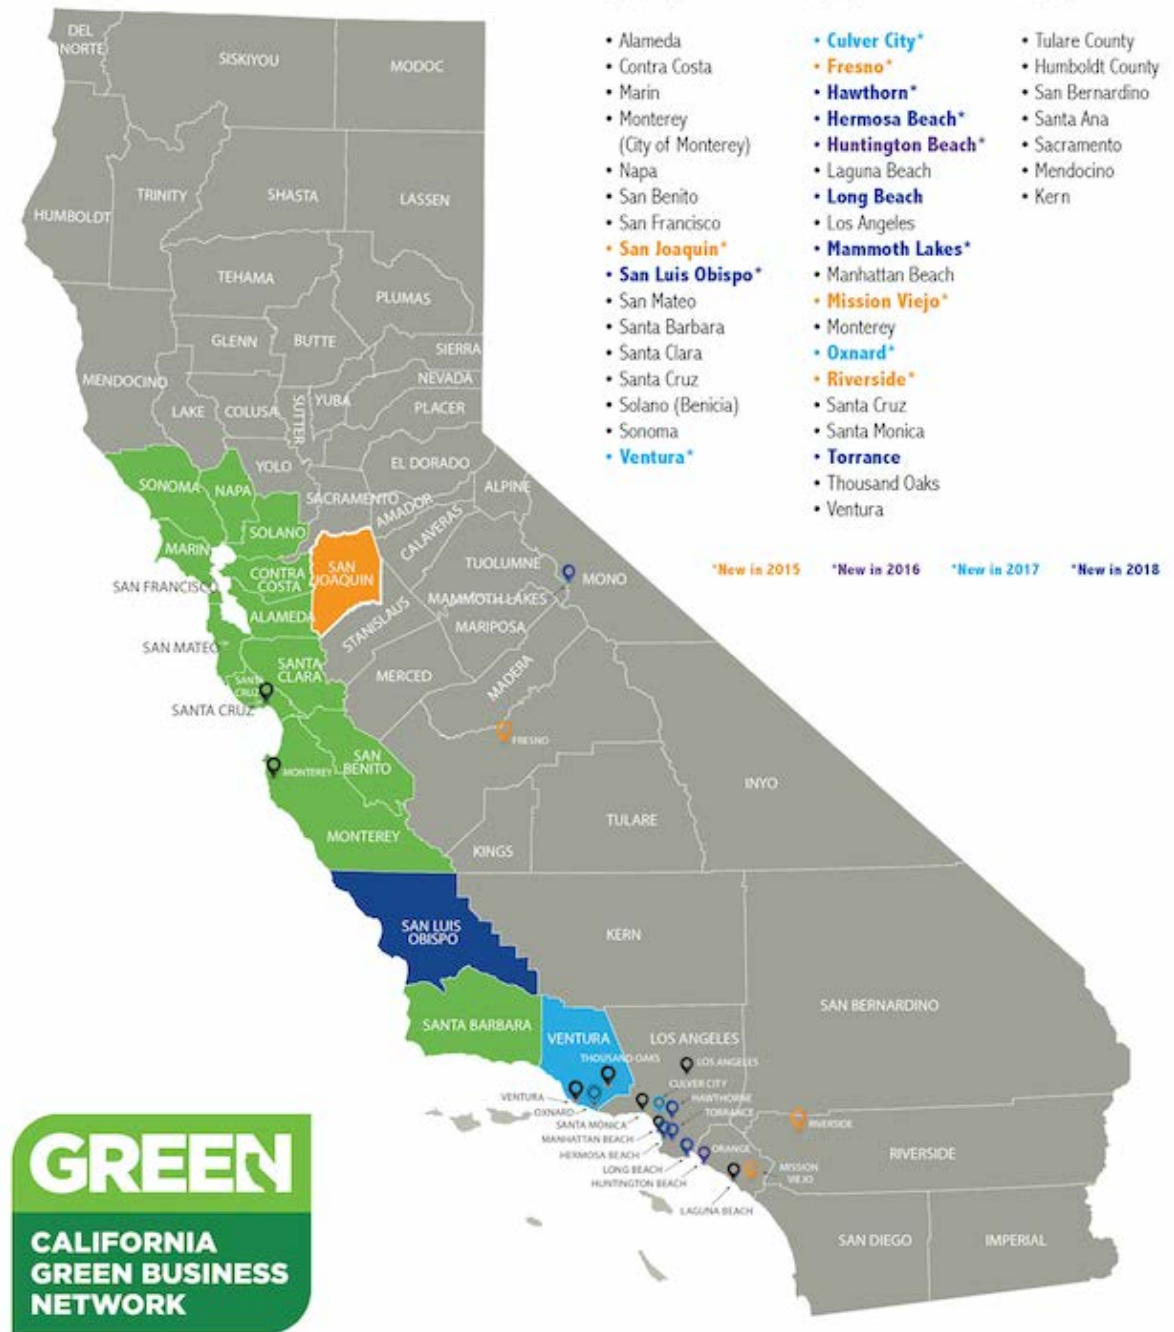 • Alameda
• Contra Costa
• Marin
• Monterey
(City of Monterey)
• Napa
• San Benito
• San Francisco
• San Joaquin*
• San Luis Obispo*
• San Mateo
• Santa Barbara
• Santa Clara
• Santa Cruz
• Solano (Benicia)
• Sonoma
• Ventura*
• Culver City*
• Fresno*
• Hawthorn*
• Hermosa Beach*
• Huntington Beach*
• Laguna Beach
• Long Beach
• Los Angeles
• Mammoth Lakes*
• Manhattan Beach
• Mission Viejo*
• Monterey
• Oxnard*
• Riverside*
• Santa Cruz
• Santa Monica
• Torrance
• Thousand Oaks
• Ventura
• Tulare County
• Humboldt County
• San Bernardino
• Santa Ana
• Sacramento
• Mendocino
• Kern
*New in 2015 *New in 2016 *New in 2017 *New in 2018
DEL
NORTE
SISKIYOU
MODOC
HUMBOLDT
TRINITY
SHASTA
LASSEN
TEHAMA
PLUMAS
GLENN
BUTTE
SIERRA
MENDOCINO
NEVADA
LAKE
COLUSA
SUTTER
YUBA
PLACER
YOLO
EL DORADO
SONOMA
NAPA
SACRAMENTO
AMADOR
ALPINE
SOLANO
CALAVERAS
MARIN
CONTRA
COSTA
SAN
JOAQUIN
TUOLUMNE
MONO
SAN FRANCISCO
MAMMOTH LAKES
ALAMEDA
STANISLAUS
MARIPOSA
SAN MATEO
SANTA
CLARA
MERCED
MADERA
SANTA
CRUZ
SANTA CRUZ
FRESNO
MONTEREY
SAN
BENITO
INYO
MONTEREY
TULARE
KINGS
SAN LUIS
OBISPO
KERN
SAN BERNARDINO
SANTA BARBARA
VENTURA
LOS ANGELES
THOUSAND OAKS
LOS ANGELES
CULVER CITY
VENTURA
HAWTHORNE
OXNARD
TORRANCE
SANTA MONICA
RIVERSIDE
MANHATTAN BEACH
ORANGE
HERMOSA BEACH
RIVERSIDE
LONG BEACH
MISSION
VIEJO
HUNTINGTON BEACH
LAGUNA BEACH
SAN DIEGO
IMPERIAL
GREEN
CALIFORNIA
GREEN BUSINESS
NETWORK